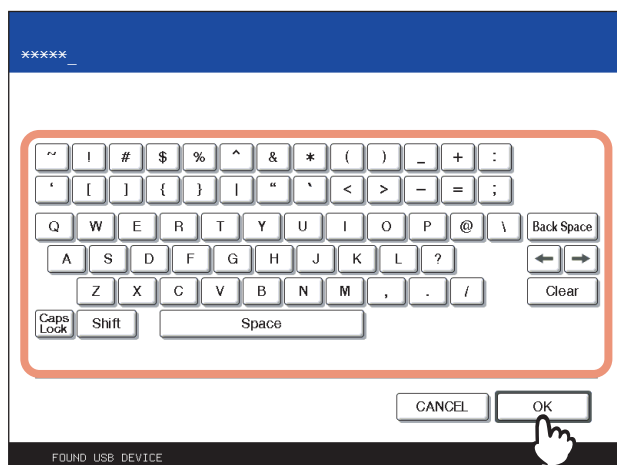 *****_
~ ! # $ % ^ & * ( ) _ + :
‘ [ ] { } | “ ` < > − = ;
Q W E R T Y U I O P @ \ Back Space
A S D F G H J K L ? ← →
Z X C V B N M , . / Clear
Caps Lock Shift Space
CANCEL OK
FOUND USB DEVICE